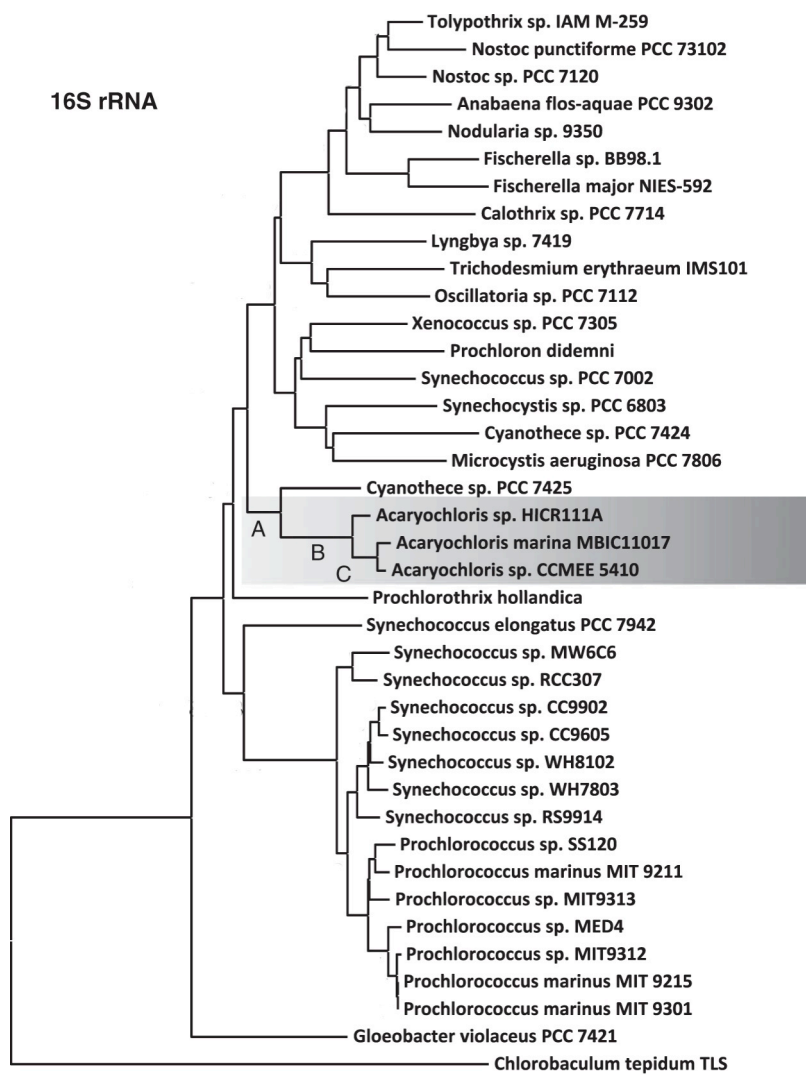 Tolypothrix sp. IAM M-259
Nostoc punctiforme PCC 73102
Nostoc sp. PCC 7120
16S rRNA
Anabaena flos-aquae PCC 9302
Nodularia sp. 9350
Fischerella sp. BB98.1
Fischerella major NIES-592
Calothrix sp. PCC 7714
Lyngbya sp. 7419
Trichodesmium erythraeum IMS101
Oscillatoria sp. PCC 7112
Xenococcus sp. PCC 7305
Prochloron didemni
Synechococcus sp. PCC 7002
Synechocystis sp. PCC 6803
Cyanothece sp. PCC 7424
Microcystis aeruginosa PCC 7806
Cyanothece sp. PCC 7425
Acaryochloris sp. HICR111A
A
Acaryochloris marina MBIC11017
B
Acaryochloris sp. CCMEE 5410
C
Prochlorothrix hollandica
Synechococcus elongatus PCC 7942
Synechococcus sp. MW6C6
Synechococcus sp. RCC307
Synechococcus sp. CC9902
Synechococcus sp. CC9605
Synechococcus sp. WH8102
Synechococcus sp. WH7803
Synechococcus sp. RS9914
Prochlorococcus sp. SS120
Prochlorococcus marinus MIT 9211
Prochlorococcus sp. MIT9313
Prochlorococcus sp. MED4
Prochlorococcus sp. MIT9312
Prochlorococcus marinus MIT 9215
Prochlorococcus marinus MIT 9301
Gloeobacter violaceus PCC 7421
Chlorobaculum tepidum TLS